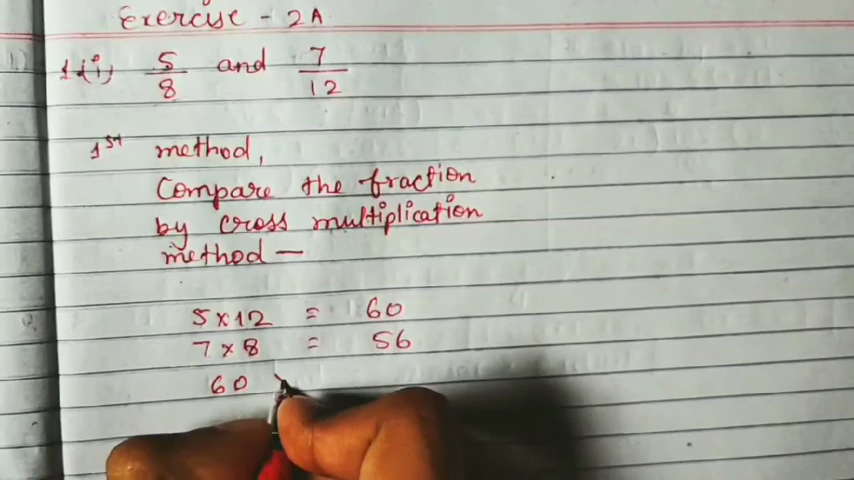 Exercise - 2A
1(i) 5/8 and 7/12
1st method,
Compare the fraction
by cross multiplication
method —
5 × 12 = 60
7 × 8 = 56
60